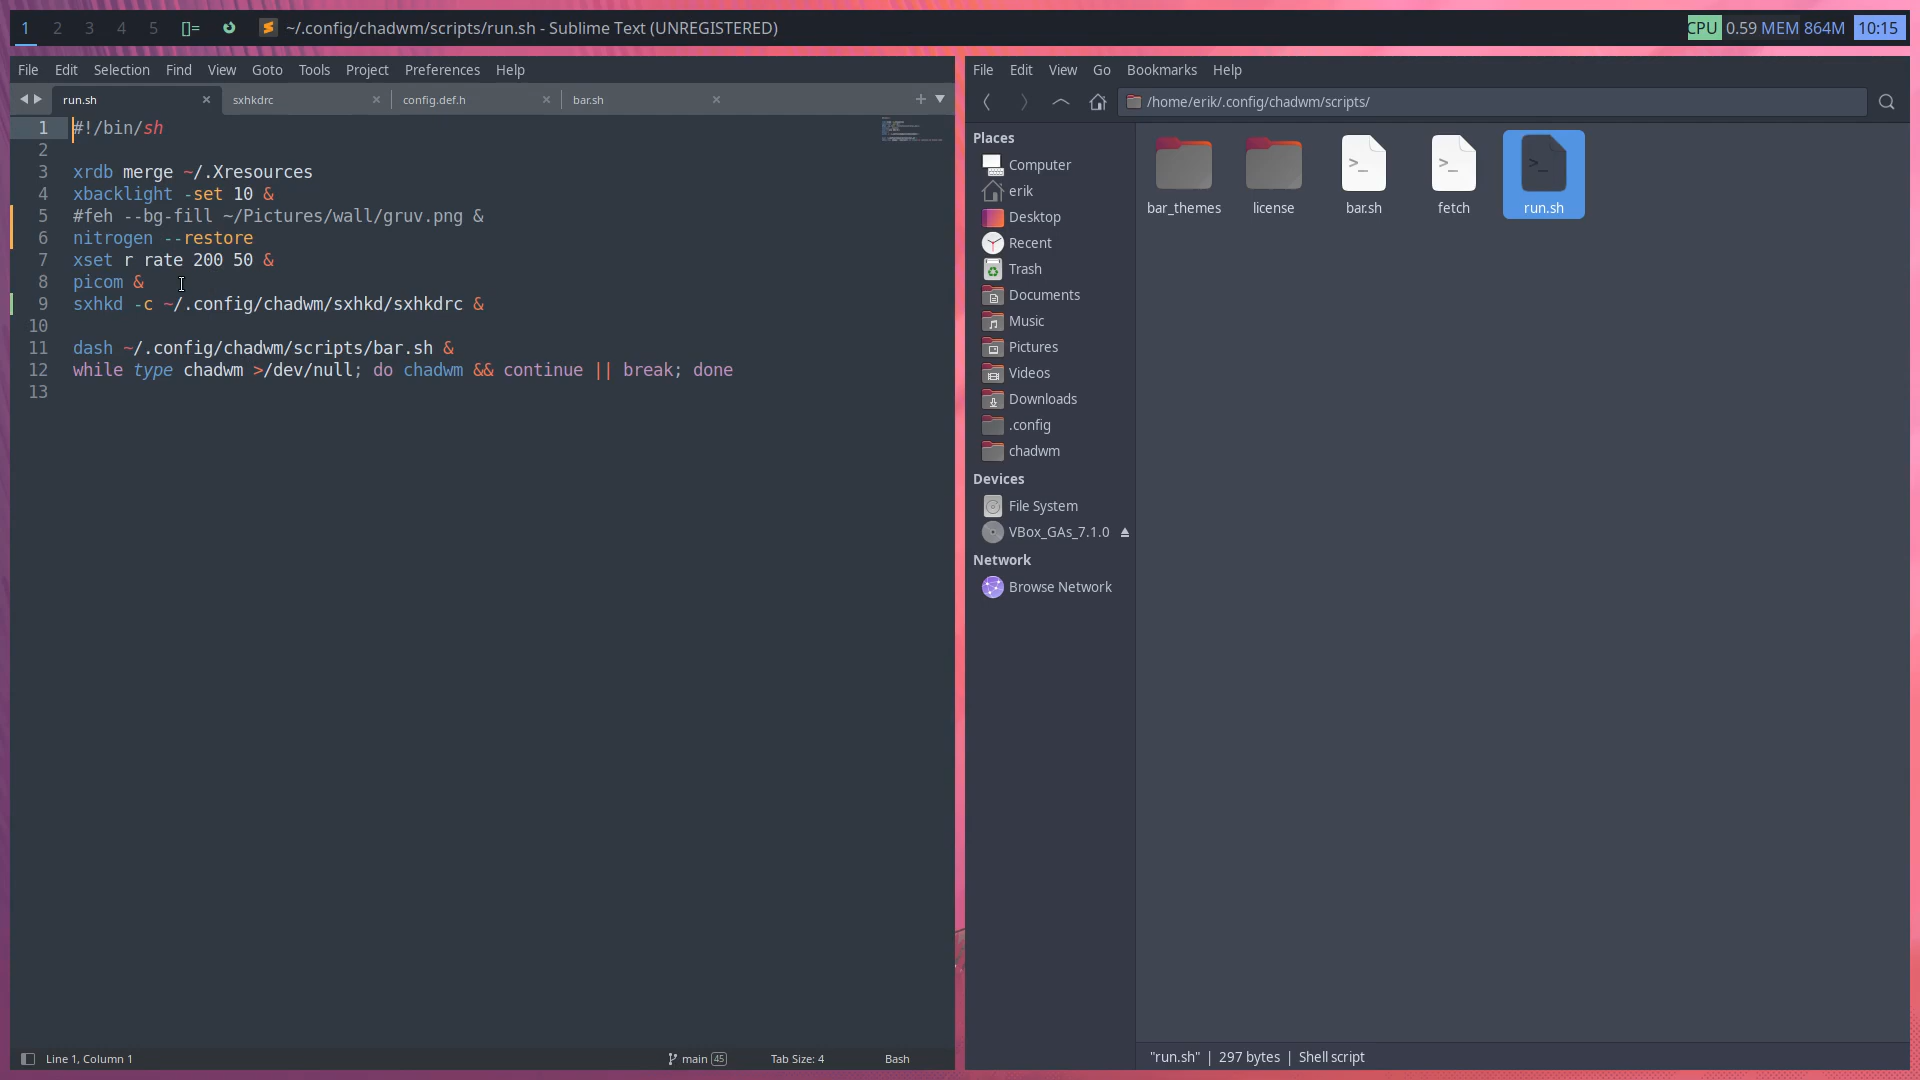 1 2 3 4 5 []= ~/.config/chadwm/scripts/run.sh - Sublime Text (UNREGISTERED) CPU 0.59 MEM 864M 10:15
File Edit Selection Find View Goto Tools Project Preferences Help
run.sh sxhkdrc config.def.h bar.sh
1 #!/bin/sh
2
3 xrdb merge ~/.Xresources
4 xbacklight -set 10 &
5 #feh --bg-fill ~/Pictures/wall/gruv.png &
6 nitrogen --restore
7 xset r rate 200 50 &
8 picom &
9 sxhkd -c ~/.config/chadwm/sxhkd/sxhkdrc &
10
11 dash ~/.config/chadwm/scripts/bar.sh &
12 while type chadwm >/dev/null; do chadwm && continue || break; done
13
Line 1, Column 1 main 45 Tab Size: 4 Bash
File Edit View Go Bookmarks Help
/home/erik/.config/chadwm/scripts/
Places
Computer
erik
Desktop
Recent
Trash
Documents
Music
Pictures
Videos
Downloads
.config
chadwm
Devices
File System
VBox_GAs_7.1.0
Network
Browse Network
bar_themes license bar.sh fetch run.sh
"run.sh" | 297 bytes | Shell script